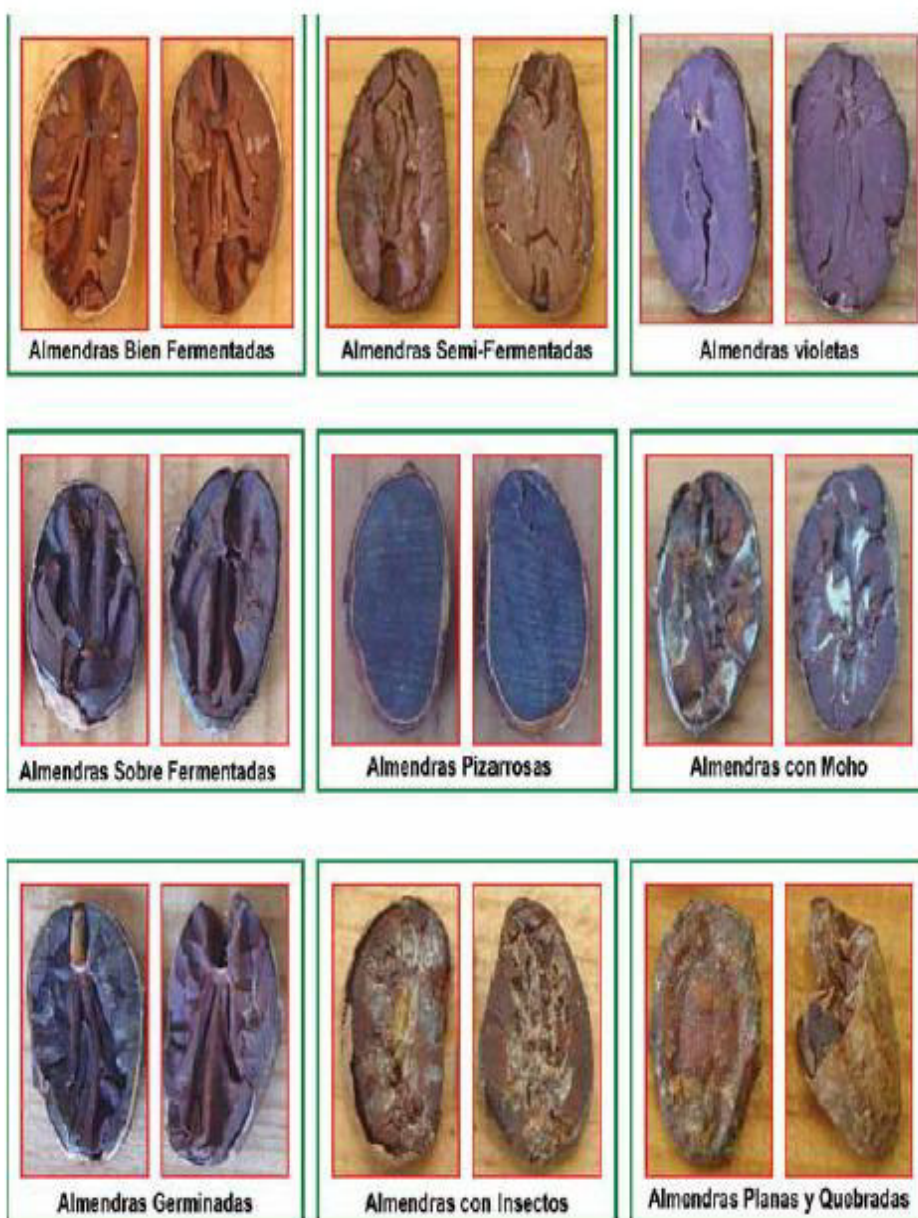 Almendras Bien Fermentadas
Almendras Semi-Fermentadas
Almendras violetas
Almendras Sobre Fermentadas
Almendras Pizarrosas
Almendras con Moho
Almendras Germinadas
Almendras con Insectos
Almendras Planas y Quebradas